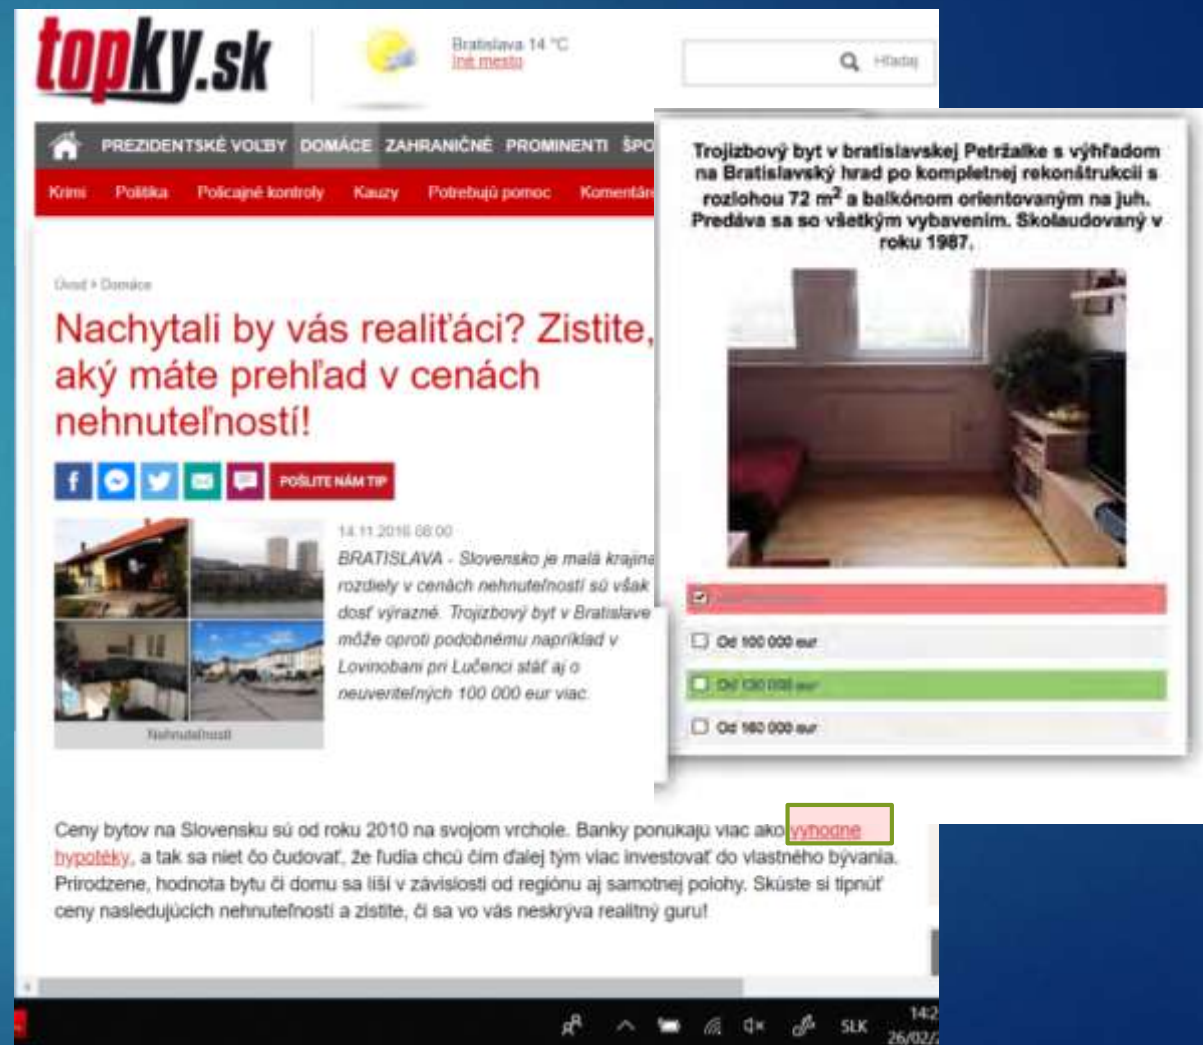 topky.sk
Bratislava 14 °C
Iné mesto
Hľadaj
PREZIDENTSKÉ VOĽBY DOMÁCE ZAHRANIČNÉ PROMINENTI ŠPO
Krimi Politika Policajné kontroly Kauzy Potrebujú pomoc Komentáre
Úvod › Domáce
Nachytali by vás realiťáci? Zistite,
aký máte prehľad v cenách
nehnuteľností!
POŠLITE NÁM TIP
14.11.2016 08:00
BRATISLAVA - Slovensko je malá krajina
rozdiely v cenách nehnuteľností sú však
dosť výrazné. Trojizbový byt v Bratislave
môže oproti podobnému napríklad v
Lovinobani pri Lučenci stáť aj o
neuveriteľných 100 000 eur viac.
Nehnuteľnosti
Trojizbový byt v bratislavskej Petržalke s výhľadom
na Bratislavský hrad po kompletnej rekonštrukcii s
rozlohou 72 m² a balkónom orientovaným na juh.
Predáva sa so všetkým vybavením. Skolaudovaný v
roku 1987.
Od 100 000 eur
Od 130 000 eur
Od 160 000 eur
Ceny bytov na Slovensku sú od roku 2010 na svojom vrchole. Banky ponúkajú viac ako výhodné
hypotéky, a tak sa niet čo čudovať, že ľudia chcú čím ďalej tým viac investovať do vlastného bývania.
Prirodzene, hodnota bytu či domu sa líši v závislosti od regiónu aj samotnej polohy. Skúste si tipnúť
ceny nasledujúcich nehnuteľností a zistite, či sa vo vás neskrýva realitný guru!
SLK
14:2
26/02/2